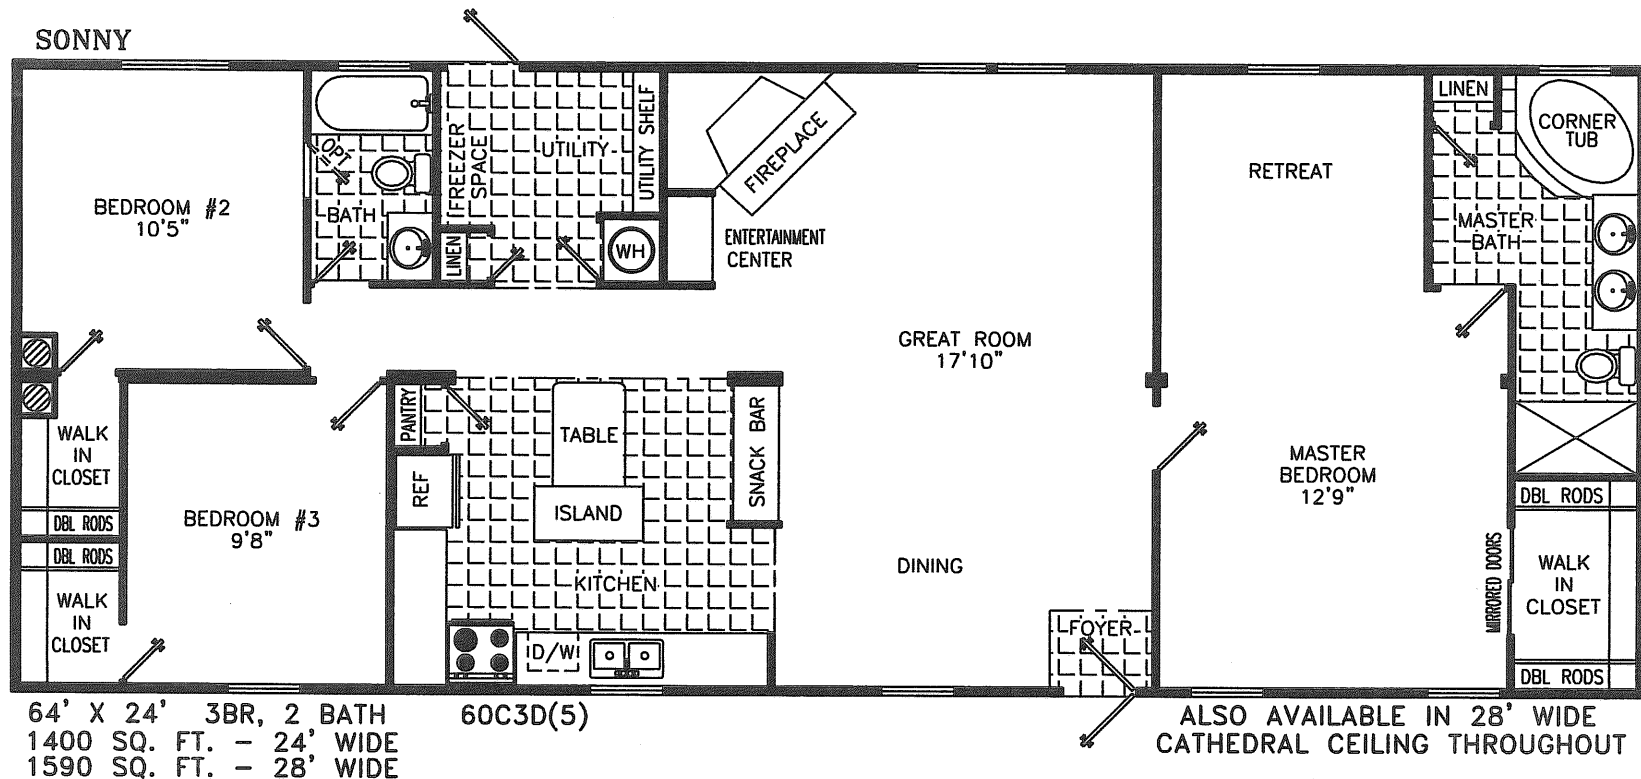 SONNY
BEDROOM #2
10'5"
OPT
BATH
FREEZER
SPACE
LINEN
UTILITY
UTILITY SHELF
WH
FIREPLACE
ENTERTAINMENT
CENTER
GREAT ROOM
17'10"
RETREAT
LINEN
CORNER
TUB
MASTER
BATH
WALK
IN
CLOSET
DBL RODS
DBL RODS
WALK
IN
CLOSET
BEDROOM #3
9'8"
PANTRY
REF
TABLE
ISLAND
SNACK BAR
KITCHEN
D/W
DINING
FOYER
MASTER
BEDROOM
12'9"
MIRRORED DOORS
DBL RODS
WALK
IN
CLOSET
DBL RODS
64' X 24' 3BR, 2 BATH
1400 SQ. FT. - 24' WIDE
1590 SQ. FT. - 28' WIDE
60C3D(5)
ALSO AVAILABLE IN 28' WIDE
CATHEDRAL CEILING THROUGHOUT